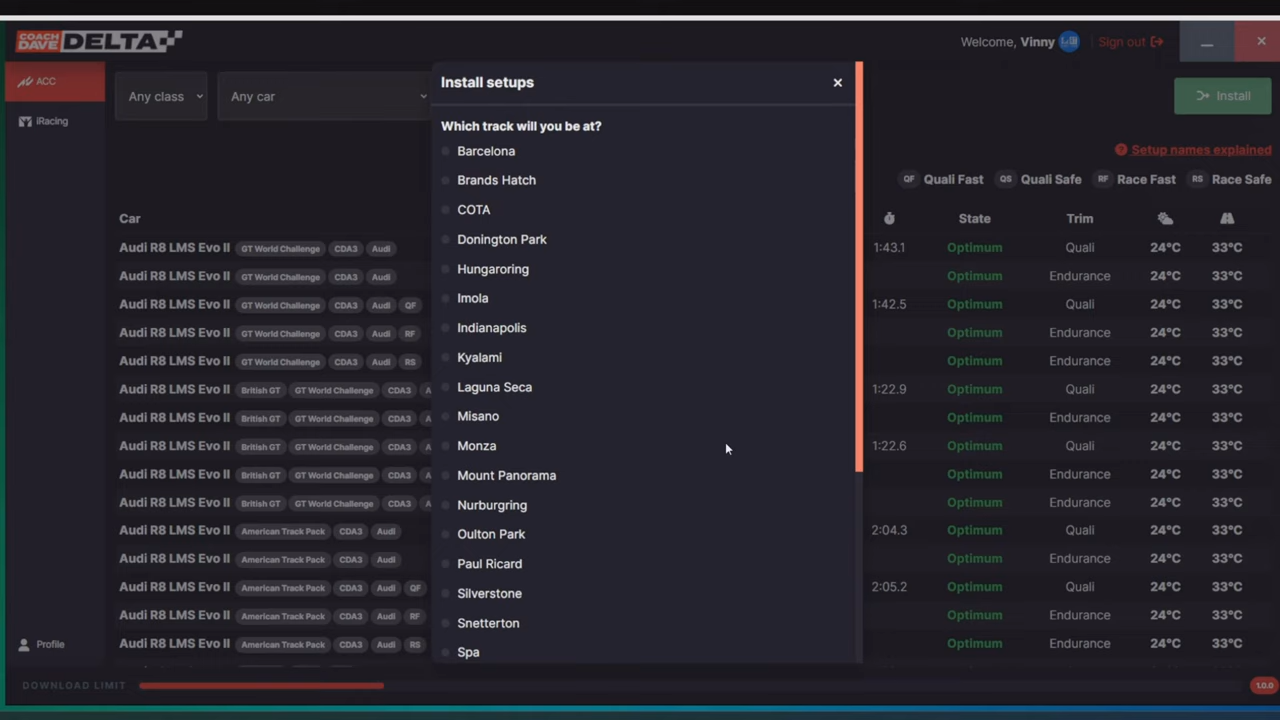 COACH DAVE DELTA
Welcome, Vinny
Sign out
ACC
Any class
Any car
Install setups
Install
iRacing
Which track will you be at?
Setup names explained
Barcelona
Brands Hatch
QF Quali Fast QS Quali Safe RF Race Fast RS Race Safe
COTA
Car
State Trim
Donington Park
Audi R8 LMS Evo II GT World Challenge CDA3 Audi
1:43.1 Optimum Quali 24°C 33°C
Hungaroring
Audi R8 LMS Evo II GT World Challenge CDA3 Audi
Optimum Endurance 24°C 33°C
Imola
Audi R8 LMS Evo II GT World Challenge CDA3 Audi QF
1:42.5 Optimum Quali 24°C 33°C
Indianapolis
Audi R8 LMS Evo II GT World Challenge CDA3 Audi RF
Optimum Endurance 24°C 33°C
Kyalami
Audi R8 LMS Evo II GT World Challenge CDA3 Audi RS
Optimum Endurance 24°C 33°C
Laguna Seca
Audi R8 LMS Evo II British GT GT World Challenge CDA3 A
1:22.9 Optimum Quali 24°C 33°C
Misano
Audi R8 LMS Evo II British GT GT World Challenge CDA3 A
Optimum Endurance 24°C 33°C
Monza
Audi R8 LMS Evo II British GT GT World Challenge CDA3 A
1:22.6 Optimum Quali 24°C 33°C
Mount Panorama
Audi R8 LMS Evo II British GT GT World Challenge CDA3 A
Optimum Endurance 24°C 33°C
Nurburgring
Audi R8 LMS Evo II British GT GT World Challenge CDA3 A
Optimum Endurance 24°C 33°C
Oulton Park
Audi R8 LMS Evo II American Track Pack CDA3 Audi
2:04.3 Optimum Quali 24°C 33°C
Paul Ricard
Audi R8 LMS Evo II American Track Pack CDA3 Audi
Optimum Endurance 24°C 33°C
Silverstone
Audi R8 LMS Evo II American Track Pack CDA3 Audi QF
2:05.2 Optimum Quali 24°C 33°C
Snetterton
Audi R8 LMS Evo II American Track Pack CDA3 Audi RF
Optimum Endurance 24°C 33°C
Spa
Audi R8 LMS Evo II American Track Pack CDA3 Audi RS
Optimum Endurance 24°C 33°C
Profile
DOWNLOAD LIMIT
1.0.0